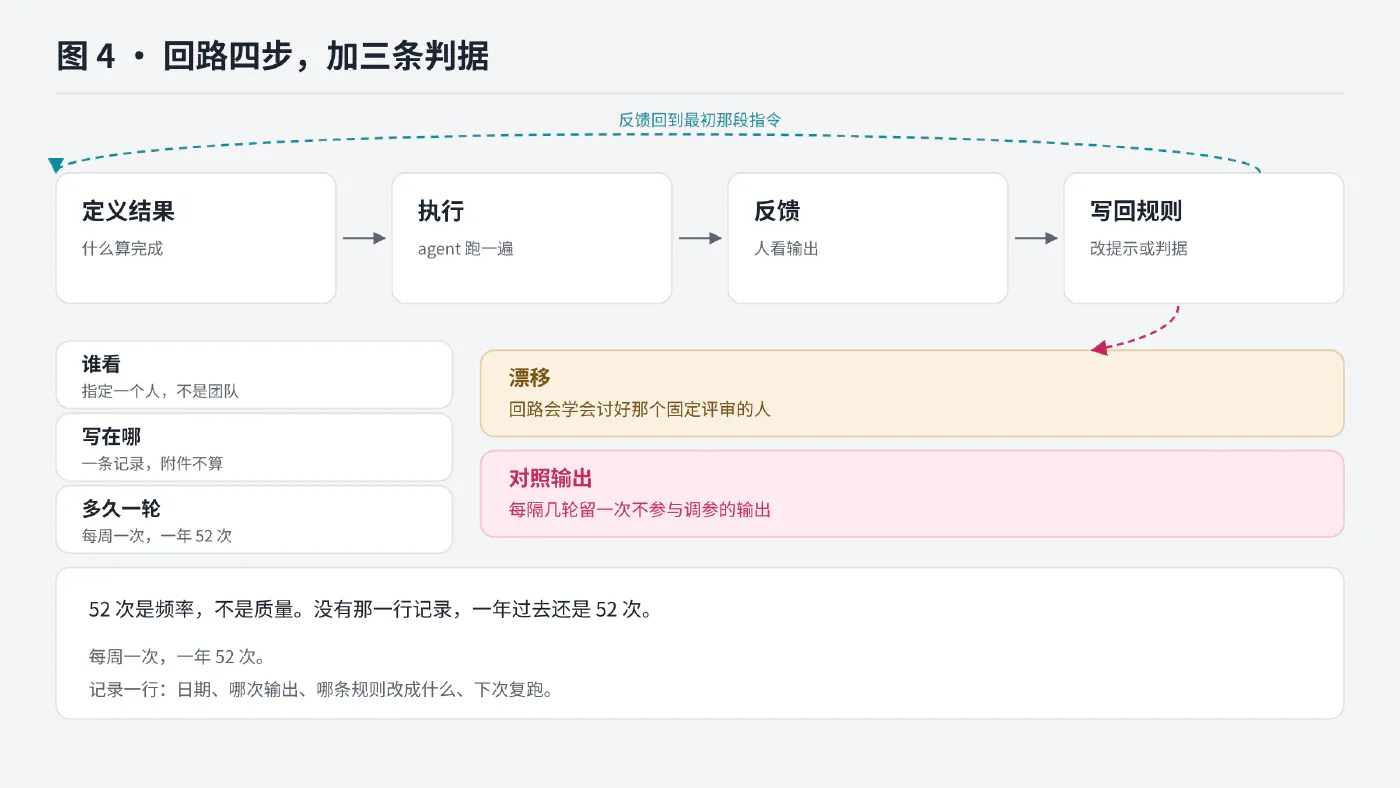 图 4 · 回路四步，加三条判据
反馈回到最初那段指令
定义结果
什么算完成
执行
agent 跑一遍
反馈
人看输出
写回规则
改提示或判据
谁看
指定一个人，不是团队
写在哪
一条记录，附件不算
多久一轮
每周一次，一年 52 次
漂移
回路会学会讨好那个固定评审的人
对照输出
每隔几轮留一次不参与调参的输出
52 次是频率，不是质量。没有那一行记录，一年过去还是 52 次。
每周一次，一年 52 次。
记录一行：日期、哪次输出、哪条规则改成什么、下次复跑。